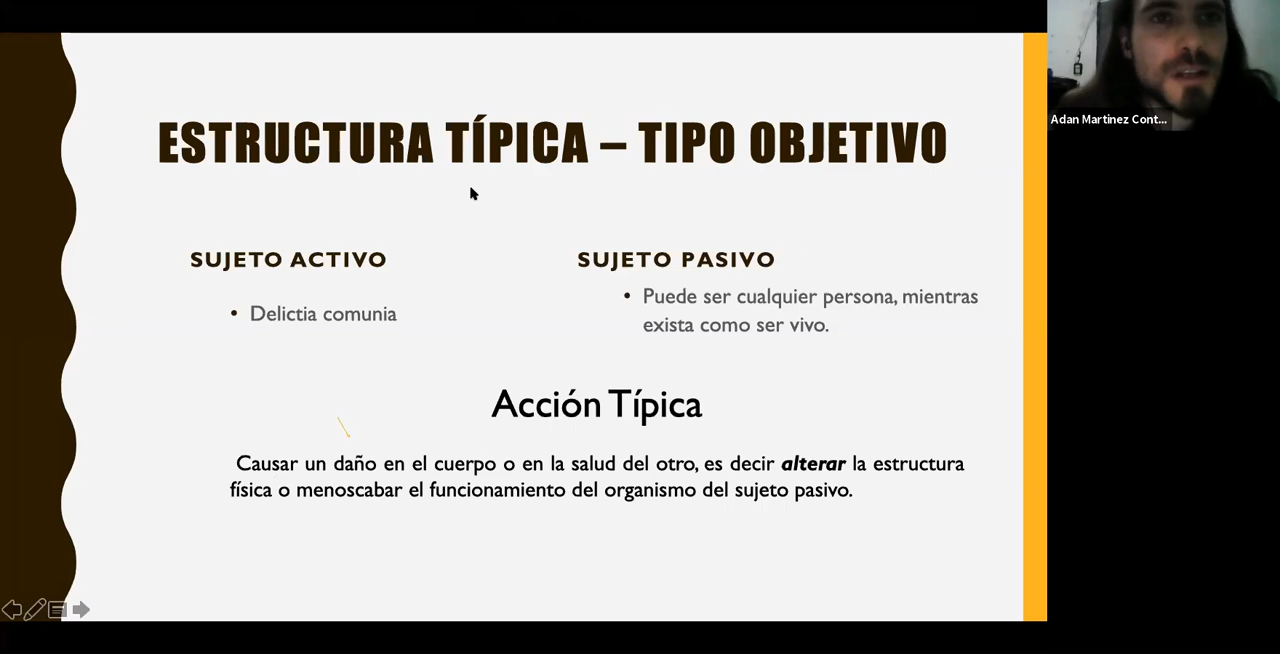 ESTRUCTURA TÍPICA – TIPO OBJETIVO
SUJETO ACTIVO
• Delictia comunia
SUJETO PASIVO
• Puede ser cualquier persona, mientras
exista como ser vivo.
Acción Típica
Causar un daño en el cuerpo o en la salud del otro, es decir alterar la estructura
física o menoscabar el funcionamiento del organismo del sujeto pasivo.
Adan Martinez Cont...